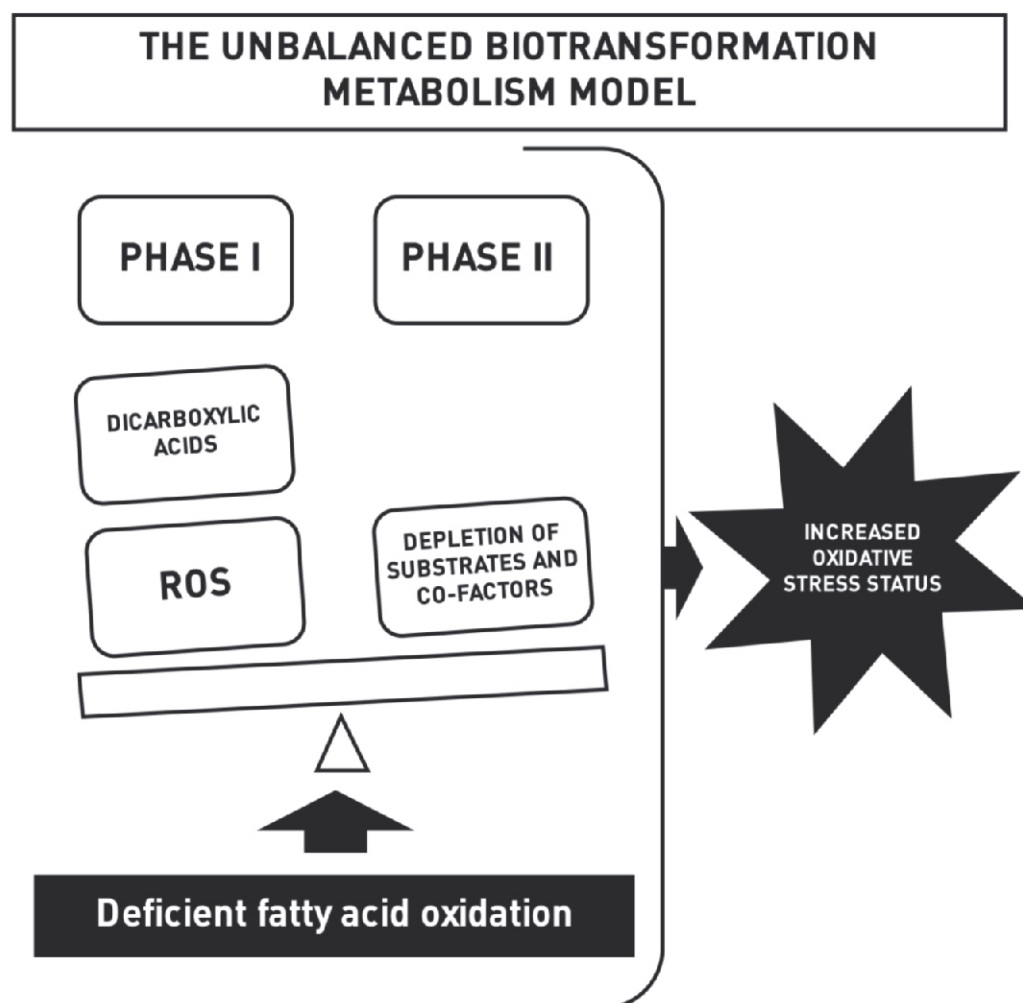 THE UNBALANCED BIOTRANSFORMATION
METABOLISM MODEL
PHASE I
PHASE II
DICARBOXYLIC
ACIDS
ROS
DEPLETION OF
SUBSTRATES AND
CO-FACTORS
INCREASED
OXIDATIVE
STRESS STATUS
Deficient fatty acid oxidation